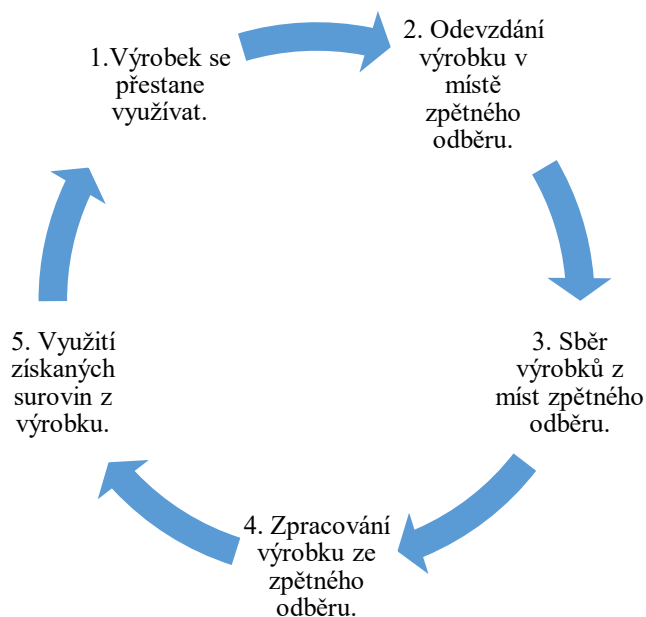 1.Výrobek se
přestane
využívat.
2. Odevzdání
výrobku v
místě
zpětného
odběru.
3. Sběr
výrobků z
míst zpětného
odběru.
4. Zpracování
výrobku ze
zpětného
odběru.
5. Využití
získaných
surovin z
výrobku.